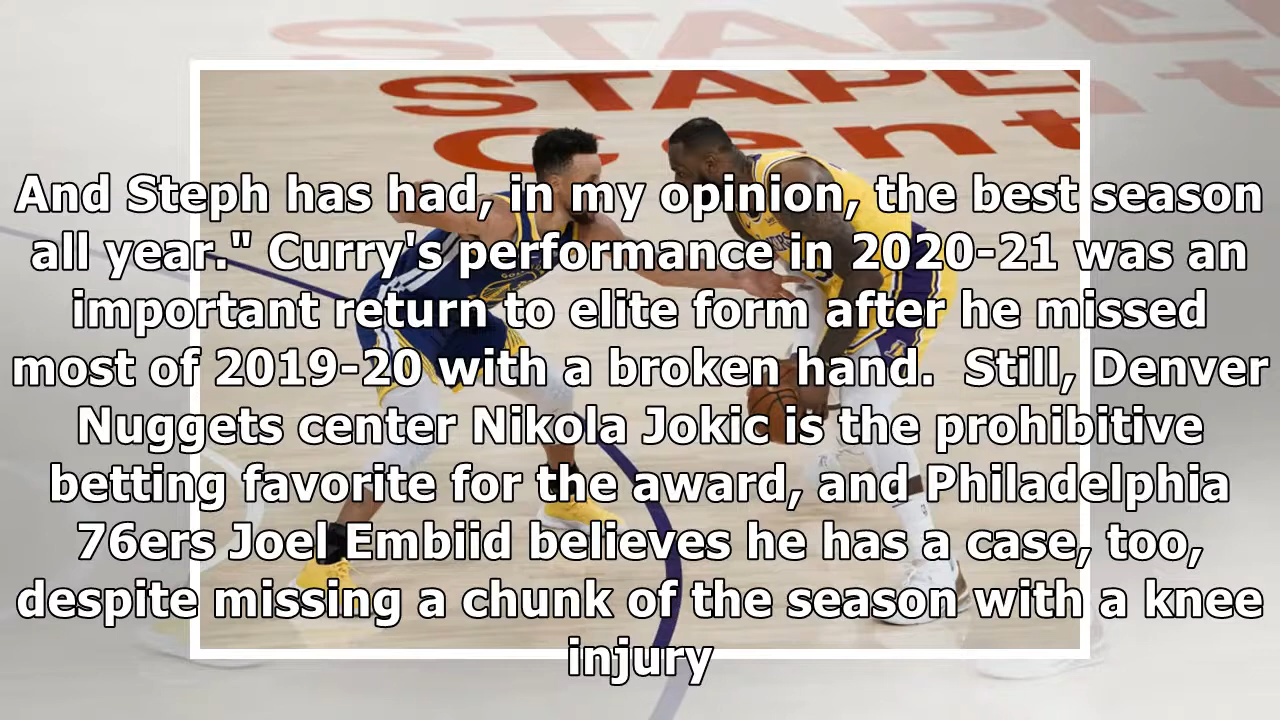 STAPLE
STAPLE
Cent
And Steph has had, in my opinion, the best season
all year." Curry's performance in 2020-21 was an
important return to elite form after he missed
most of 2019-20 with a broken hand.  Still, Denver
Nuggets center Nikola Jokic is the prohibitive
betting favorite for the award, and Philadelphia
76ers Joel Embiid believes he has a case, too,
despite missing a chunk of the season with a knee
injury